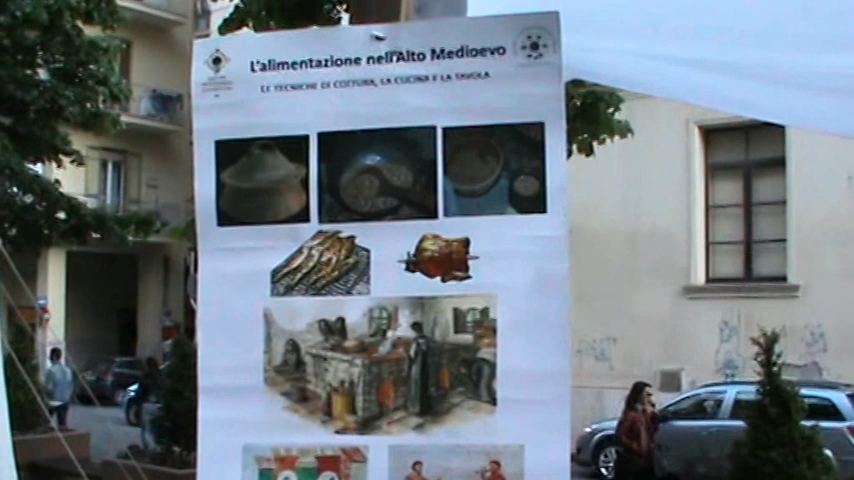 L'alimentazione nell'Alto Medioevo
LE TECNICHE DI COTTURA, LA CUCINA E LA TAVOLA